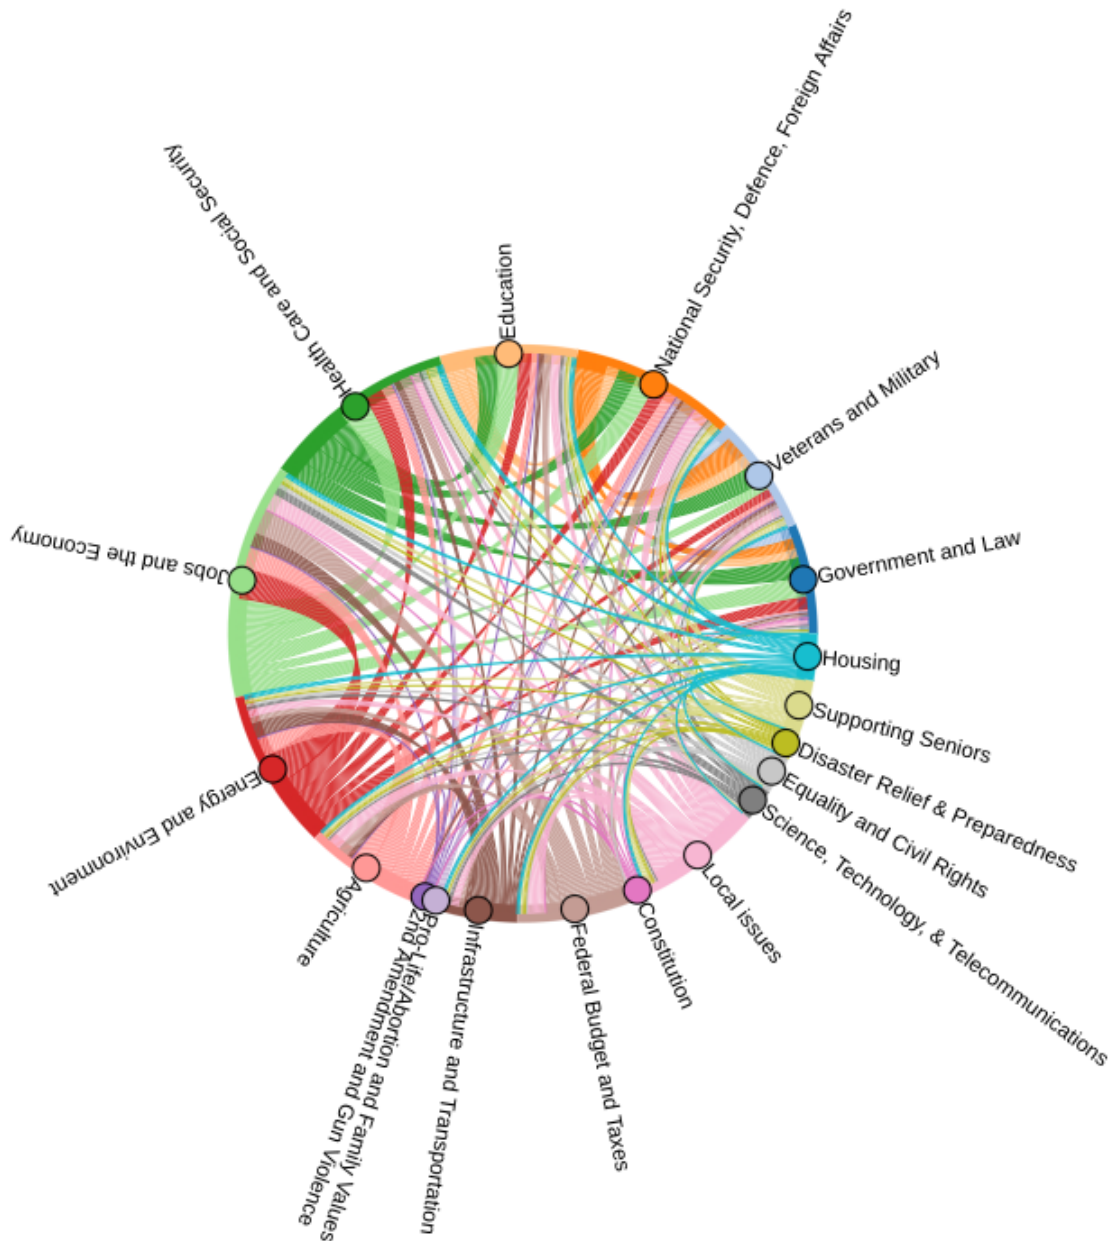 Health Care and Social Security
Education
National Security, Defence, Foreign Affairs
Veterans and Military
Government and Law
Housing
Supporting Seniors
Disaster Relief & Preparedness
Equality and Civil Rights
Science, Technology, & Telecommunications
Local issues
Constitution
Federal Budget and Taxes
Infrastructure and Transportation
Pro-Life/Abortion and Family Values
2nd Amendment and Gun Violence
Agriculture
Energy and Environment
Jobs and the Economy